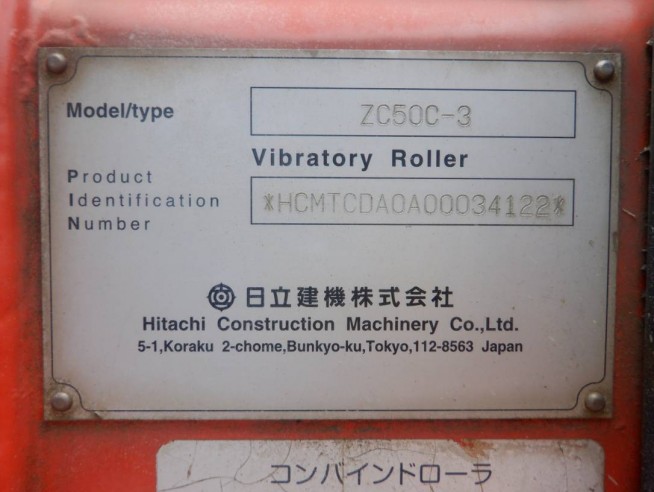 Model/type ZC50C-3
Vibratory Roller
Product
Identification *HCMTCDA0A00034122*
Number
日立建機株式会社
Hitachi Construction Machinery Co.,Ltd.
5-1,Koraku 2-chome,Bunkyo-ku,Tokyo,112-8563 Japan
コンバインドローラ